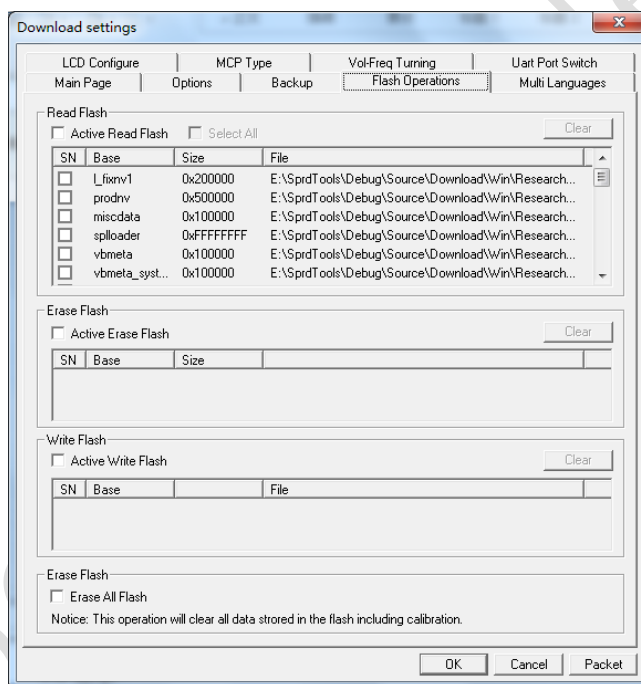 Download settings
LCD Configure MCP Type Vol-Freq Turning Uart Port Switch
Main Page Options Backup Flash Operations Multi Languages
Read Flash
Active Read Flash Select All Clear
SN Base Size File
l_fixnv1 0x200000 E:\SprdTools\Debug\Source\Download\Win\Research...
prodnv 0x500000 E:\SprdTools\Debug\Source\Download\Win\Research...
miscdata 0x100000 E:\SprdTools\Debug\Source\Download\Win\Research...
splloader 0xFFFFFFFF E:\SprdTools\Debug\Source\Download\Win\Research...
vbmeta 0x100000 E:\SprdTools\Debug\Source\Download\Win\Research...
vbmeta_syst... 0x100000 E:\SprdTools\Debug\Source\Download\Win\Research...
Erase Flash
Active Erase Flash Clear
SN Base Size
Write Flash
Active Write Flash Clear
SN Base File
Erase Flash
Erase All Flash
Notice: This operation will clear all data strored in the flash including calibration.
OK Cancel Packet